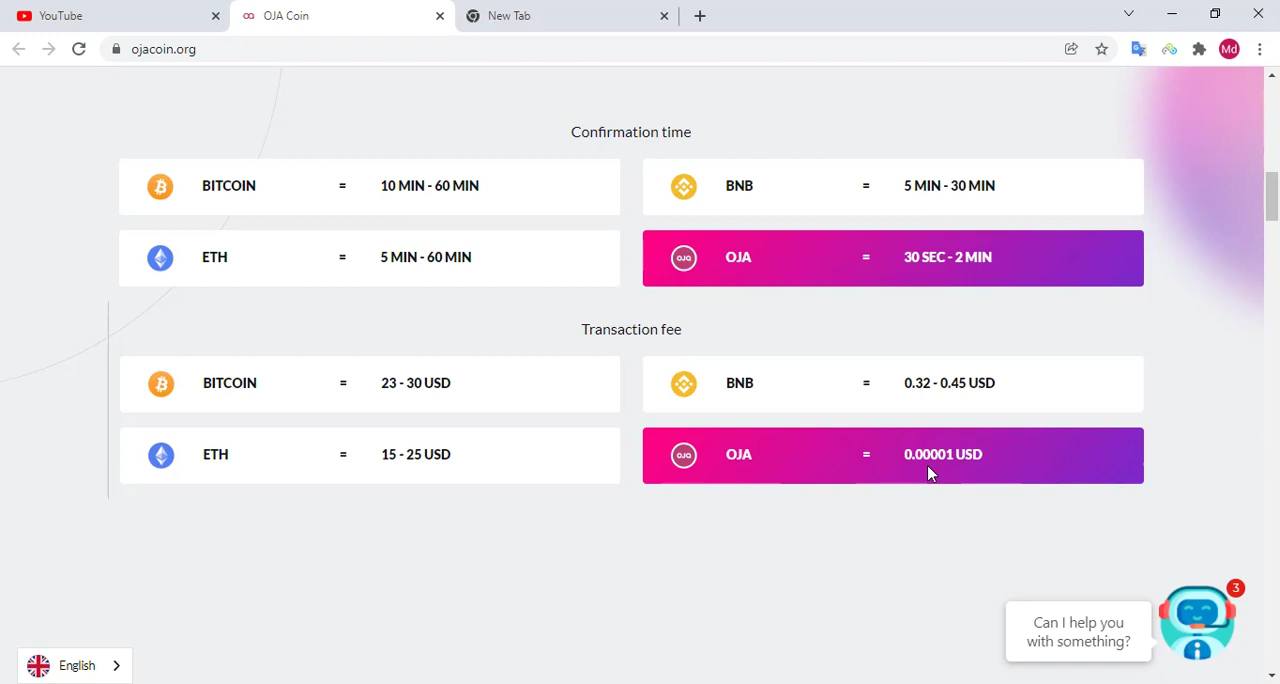 YouTube
OJA Coin
New Tab
ojacoin.org
Md
Confirmation time
BITCOIN = 10 MIN - 60 MIN
BNB = 5 MIN - 30 MIN
ETH = 5 MIN - 60 MIN
OJA OJA = 30 SEC - 2 MIN
Transaction fee
BITCOIN = 23 - 30 USD
BNB = 0.32 - 0.45 USD
ETH = 15 - 25 USD
OJA OJA = 0.00001 USD
3
Can I help you
with something?
English